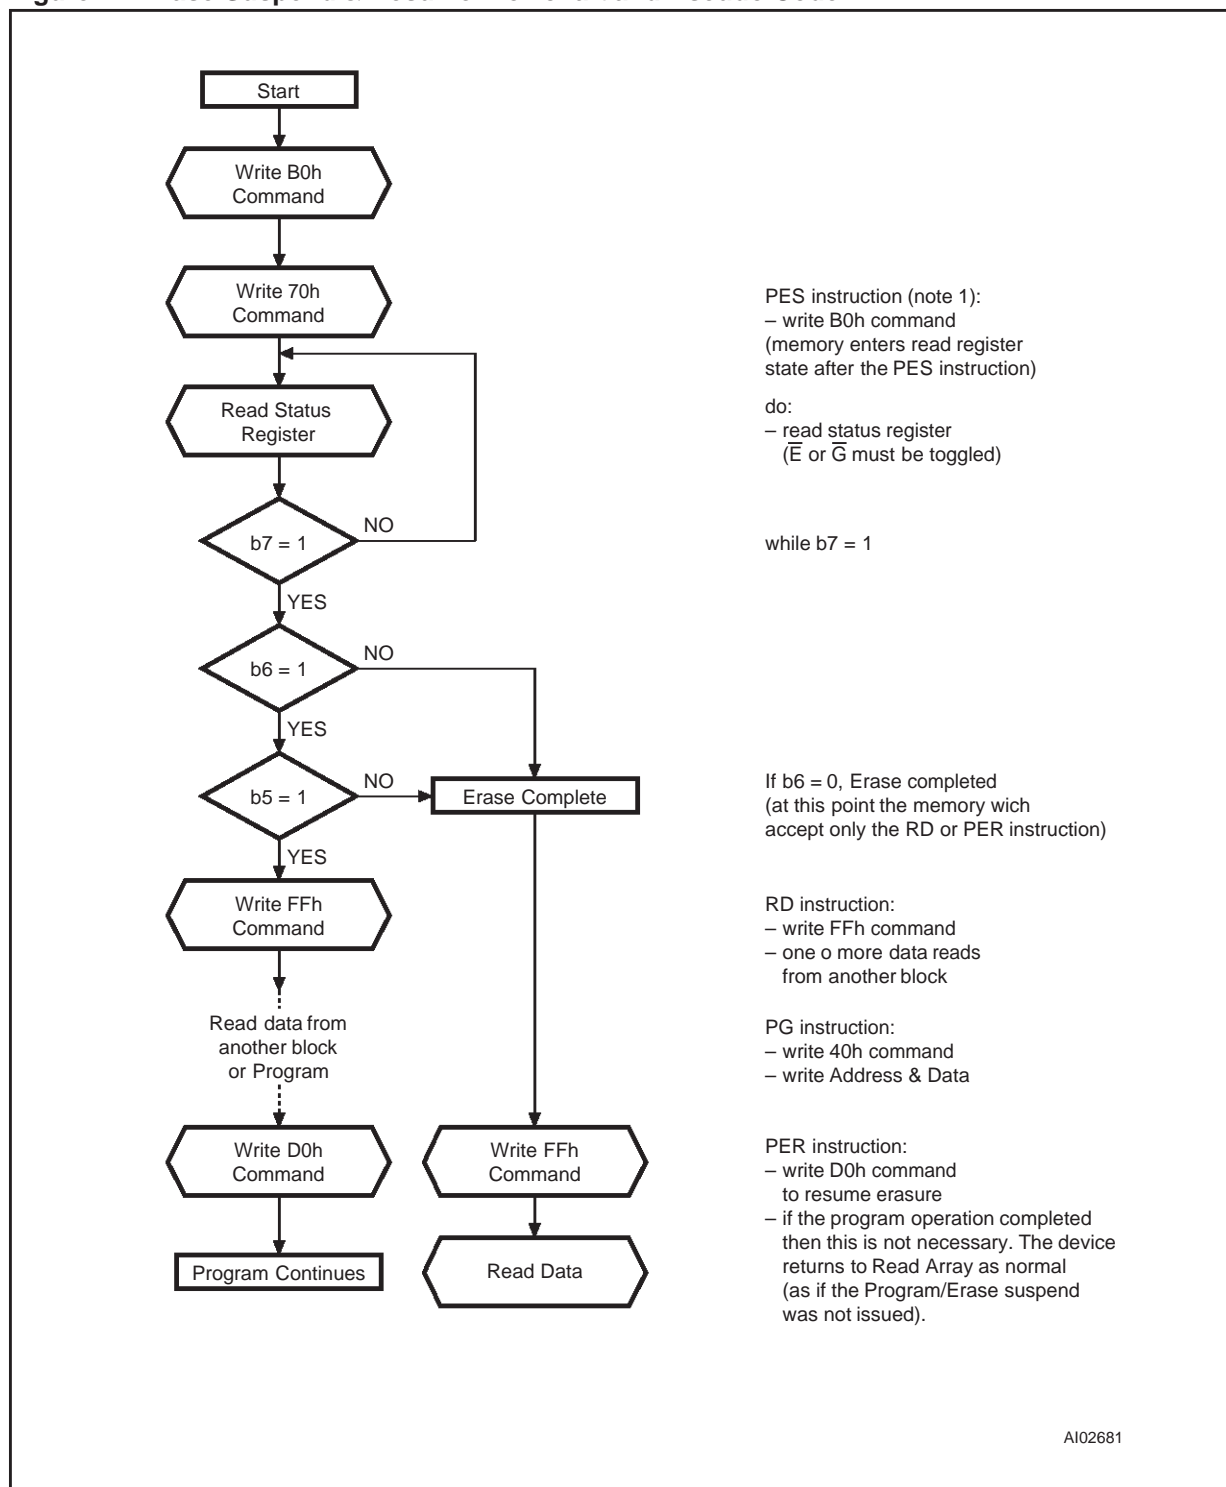 Start
Write B0h
Command
Write 70h
Command
Read Status
Register
b7 = 1
NO
YES
b6 = 1
NO
YES
b5 = 1
NO
Erase Complete
YES
Write FFh
Command
Read data from
another block
or Program
Write D0h
Command
Program Continues
Write FFh
Command
Read Data
PES instruction (note 1):
– write B0h command
(memory enters read register
state after the PES instruction)
do:
– read status register
(E̅ or G̅ must be toggled)
while b7 = 1
If b6 = 0, Erase completed
(at this point the memory wich
accept only the RD or PER instruction)
RD instruction:
– write FFh command
– one o more data reads
from another block
PG instruction:
– write 40h command
– write Address & Data
PER instruction:
– write D0h command
to resume erasure
– if the program operation completed
then this is not necessary. The device
returns to Read Array as normal
(as if the Program/Erase suspend
was not issued).
AI02681